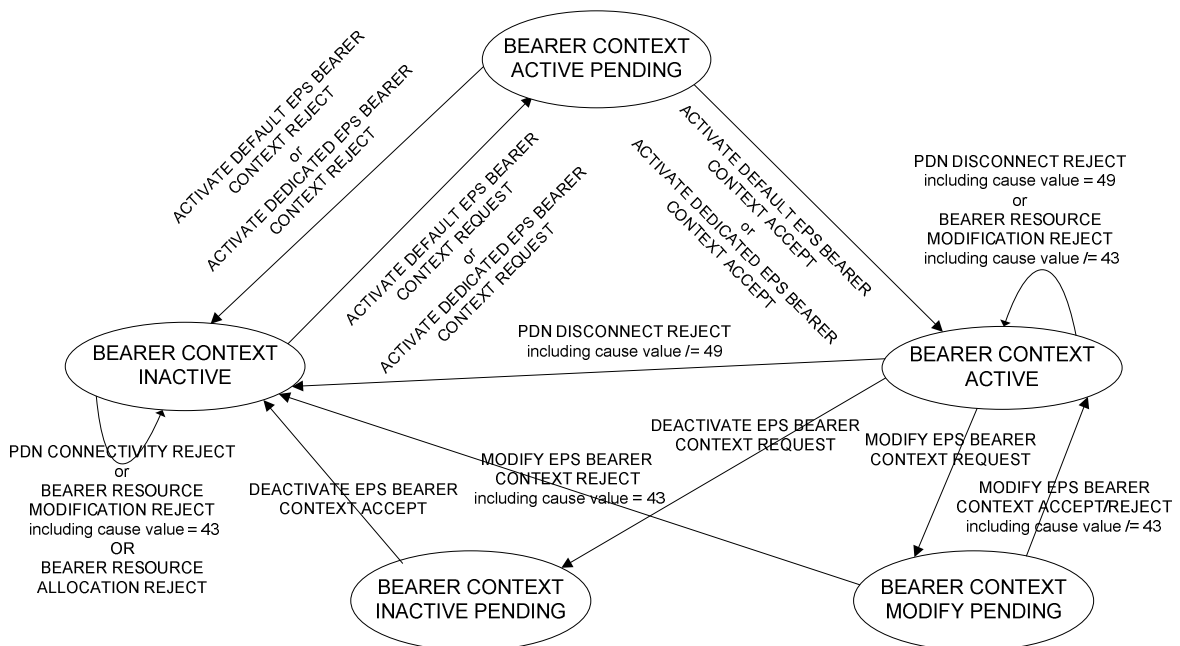 BEARER CONTEXT
ACTIVE PENDING
ACTIVATE DEFAULT EPS BEARER
CONTEXT REJECT
or
ACTIVATE DEDICATED EPS BEARER
CONTEXT REJECT
ACTIVATE DEFAULT EPS BEARER
CONTEXT REQUEST
or
ACTIVATE DEDICATED EPS BEARER
CONTEXT REQUEST
ACTIVATE DEFAULT EPS BEARER
CONTEXT ACCEPT
or
ACTIVATE DEDICATED EPS BEARER
CONTEXT ACCEPT
PDN DISCONNECT REJECT
including cause value = 49
or
BEARER RESOURCE
MODIFICATION REJECT
including cause value /= 43
BEARER CONTEXT
INACTIVE
PDN DISCONNECT REJECT
including cause value /= 49
BEARER CONTEXT
ACTIVE
PDN CONNECTIVITY REJECT
or
BEARER RESOURCE
MODIFICATION REJECT
including cause value = 43
OR
BEARER RESOURCE
ALLOCATION REJECT
DEACTIVATE EPS BEARER
CONTEXT ACCEPT
MODIFY EPS BEARER
CONTEXT REJECT
including cause value = 43
DEACTIVATE EPS BEARER
CONTEXT REQUEST
MODIFY EPS BEARER
CONTEXT REQUEST
MODIFY EPS BEARER
CONTEXT ACCEPT/REJECT
including cause value /= 43
BEARER CONTEXT
INACTIVE PENDING
BEARER CONTEXT
MODIFY PENDING